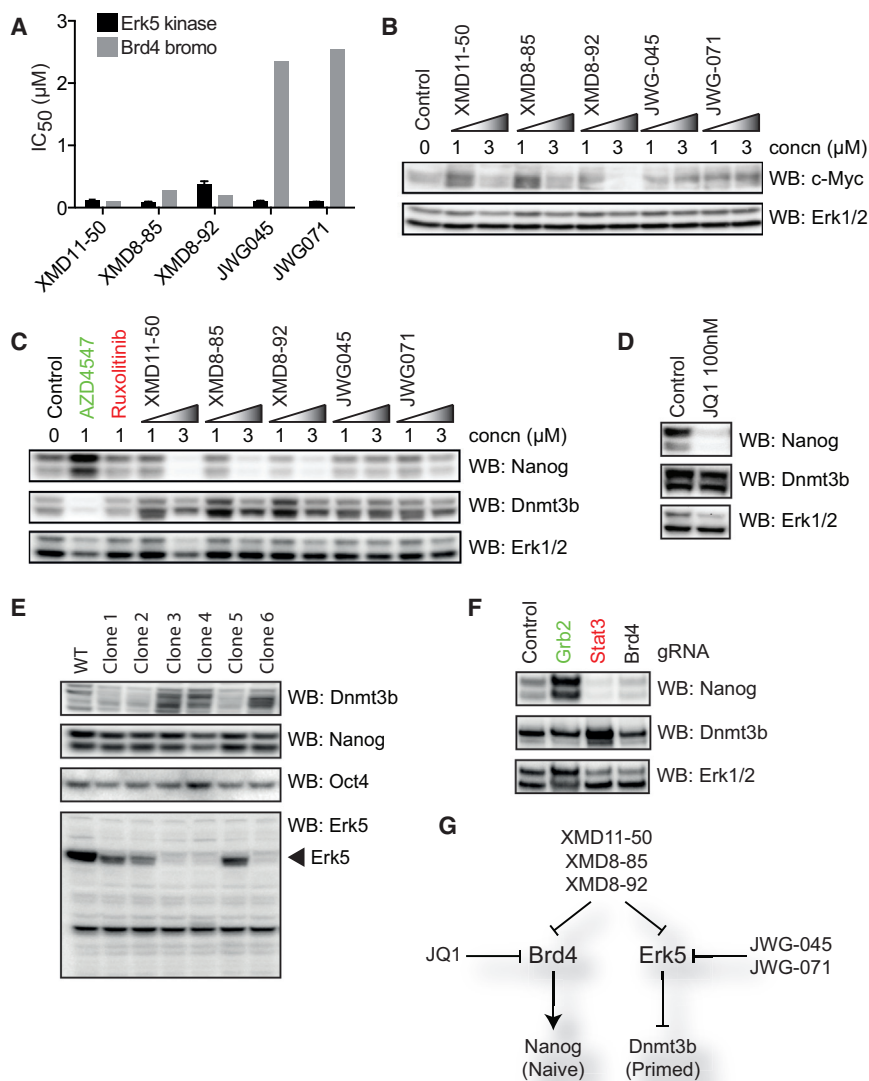 A
Erk5 kinase
Brd4 bromo
IC50 (µM)
3
2
1
0
XMD11-50
XMD8-85
XMD8-92
JWG045
JWG071
B
Control
XMD11-50
XMD8-85
XMD8-92
JWG-045
JWG-071
0 1 3 1 3 1 3 1 3 1 3 concn (µM)
WB: c-Myc
WB: Erk1/2
C
Control
AZD4547
Ruxolitinib
XMD11-50
XMD8-85
XMD8-92
JWG045
JWG071
0 1 1 1 3 1 3 1 3 1 3 1 3 concn (µM)
WB: Nanog
WB: Dnmt3b
WB: Erk1/2
D
Control
JQ1 100nM
WB: Nanog
WB: Dnmt3b
WB: Erk1/2
E
WT
Clone 1
Clone 2
Clone 3
Clone 4
Clone 5
Clone 6
WB: Dnmt3b
WB: Nanog
WB: Oct4
WB: Erk5
Erk5
F
Control
Grb2
Stat3
Brd4
gRNA
WB: Nanog
WB: Dnmt3b
WB: Erk1/2
G
XMD11-50
XMD8-85
XMD8-92
JQ1
Brd4
Erk5
JWG-045
JWG-071
Nanog
(Naive)
Dnmt3b
(Primed)